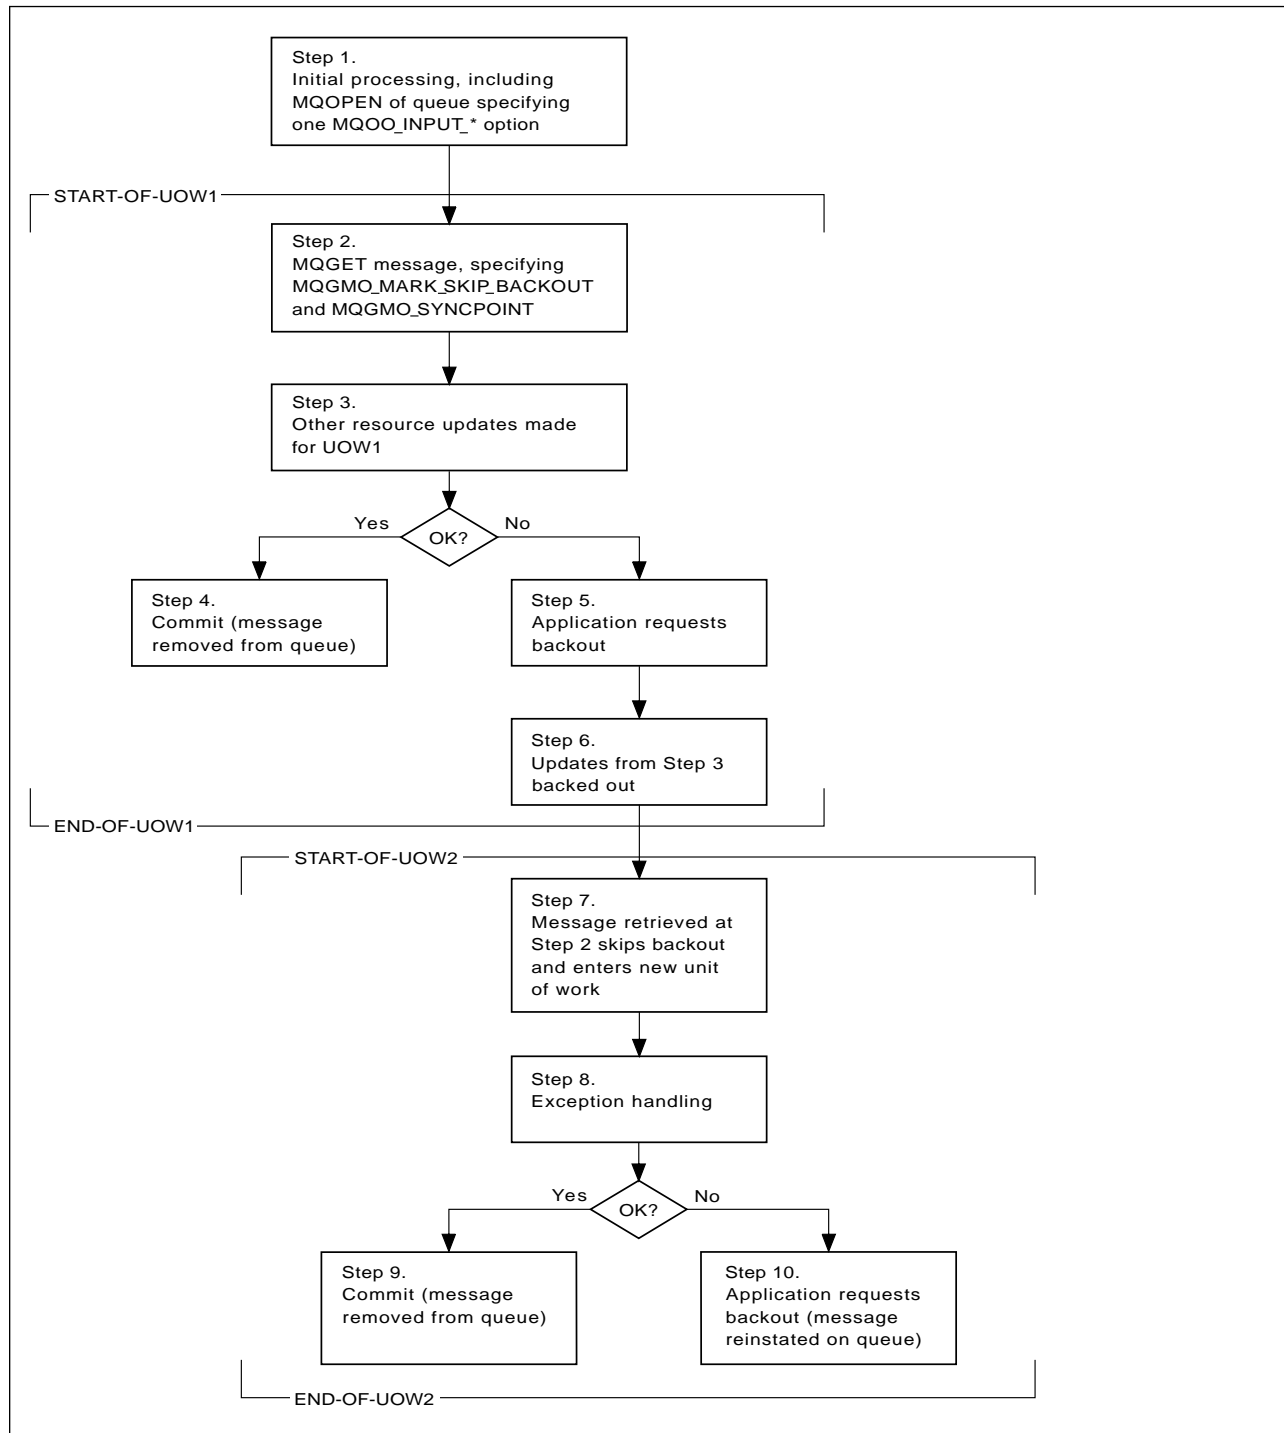 Step 1.
Initial processing, including
MQOPEN of queue specifying
one MQOO_INPUT_* option
START-OF-UOW1
Step 2.
MQGET message, specifying
MQGMO_MARK_SKIP_BACKOUT
and MQGMO_SYNCPOINT
Step 3.
Other resource updates made
for UOW1
Yes
No
OK?
Step 4.
Commit (message
removed from queue)
Step 5.
Application requests
backout
Step 6.
Updates from Step 3
backed out
END-OF-UOW1
START-OF-UOW2
Step 7.
Message retrieved at
Step 2 skips backout
and enters new unit
of work
Step 8.
Exception handling
Yes
No
OK?
Step 9.
Commit (message
removed from queue)
Step 10.
Application requests
backout (message
reinstated on queue)
END-OF-UOW2